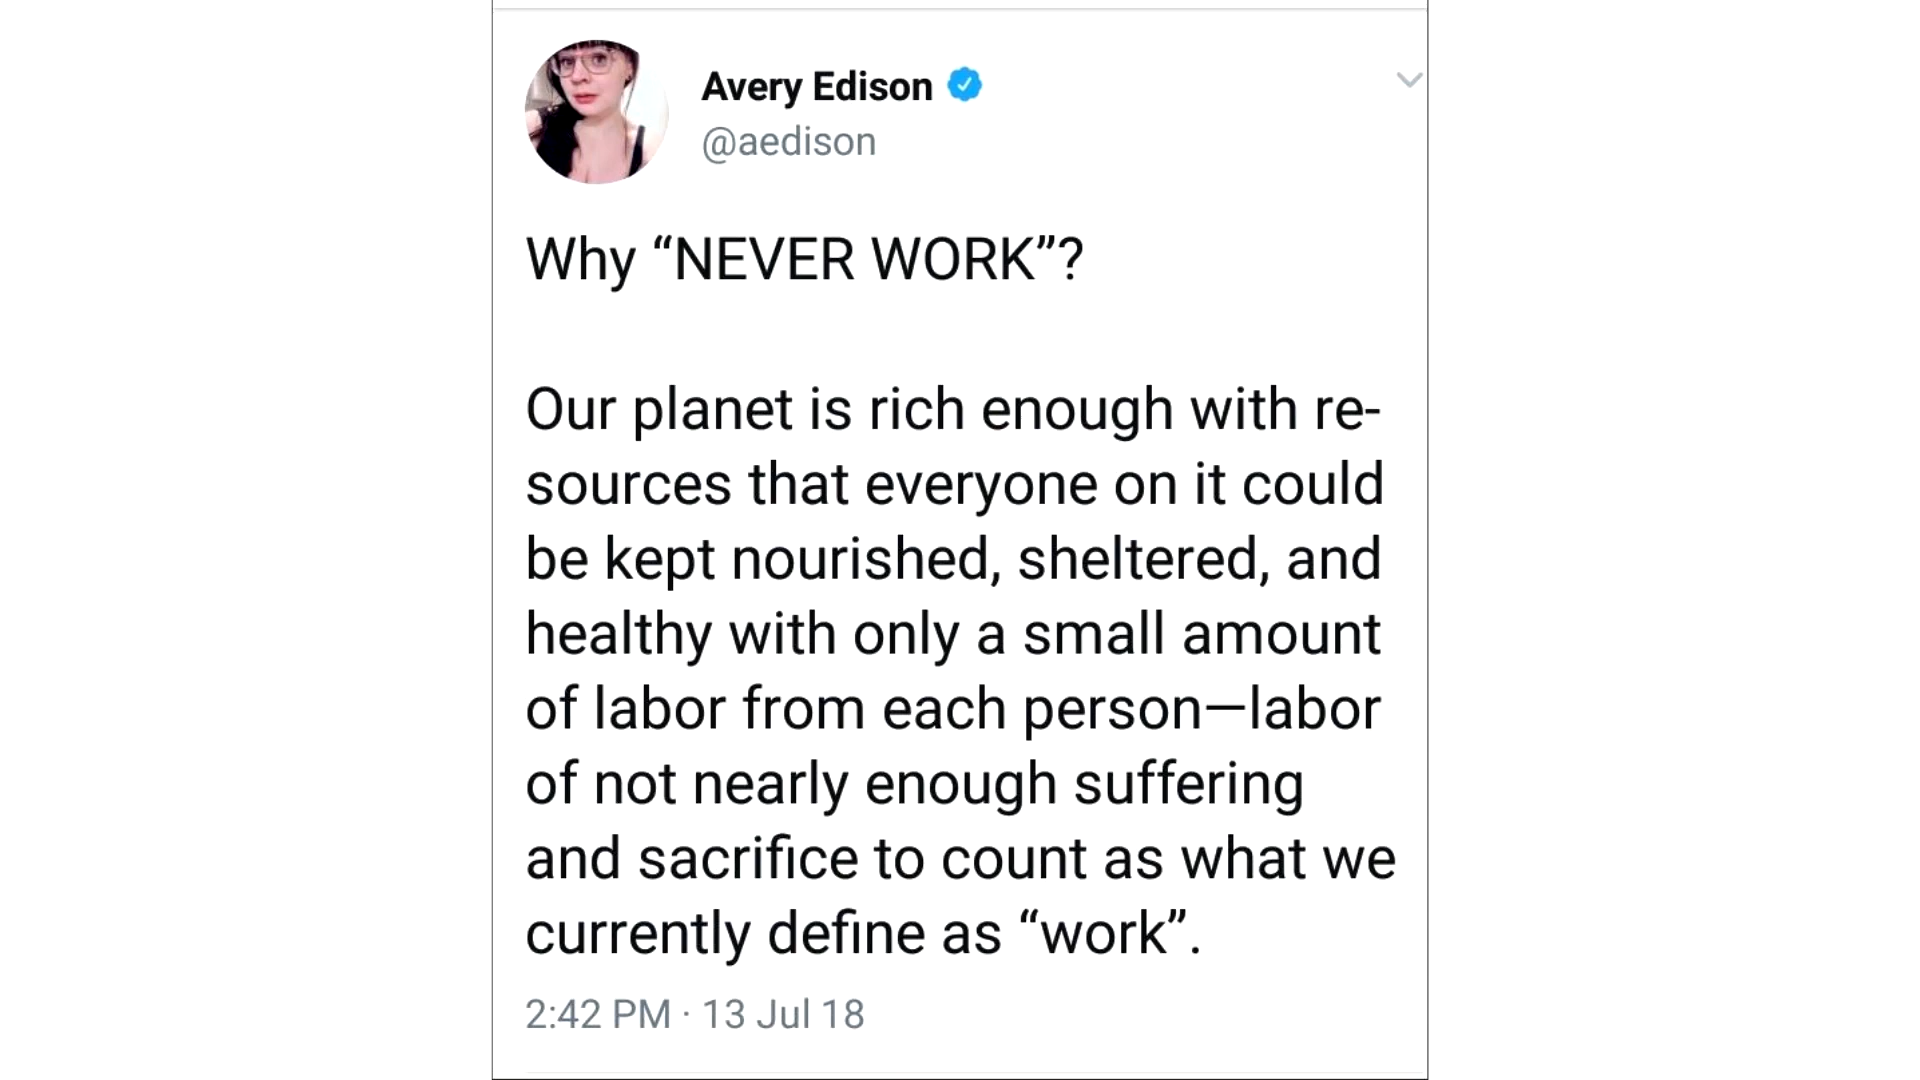 Avery Edison
@aedison
Why “NEVER WORK”?
Our planet is rich enough with re-
sources that everyone on it could
be kept nourished, sheltered, and
healthy with only a small amount
of labor from each person—labor
of not nearly enough suffering
and sacrifice to count as what we
currently define as “work”.
2:42 PM · 13 Jul 18